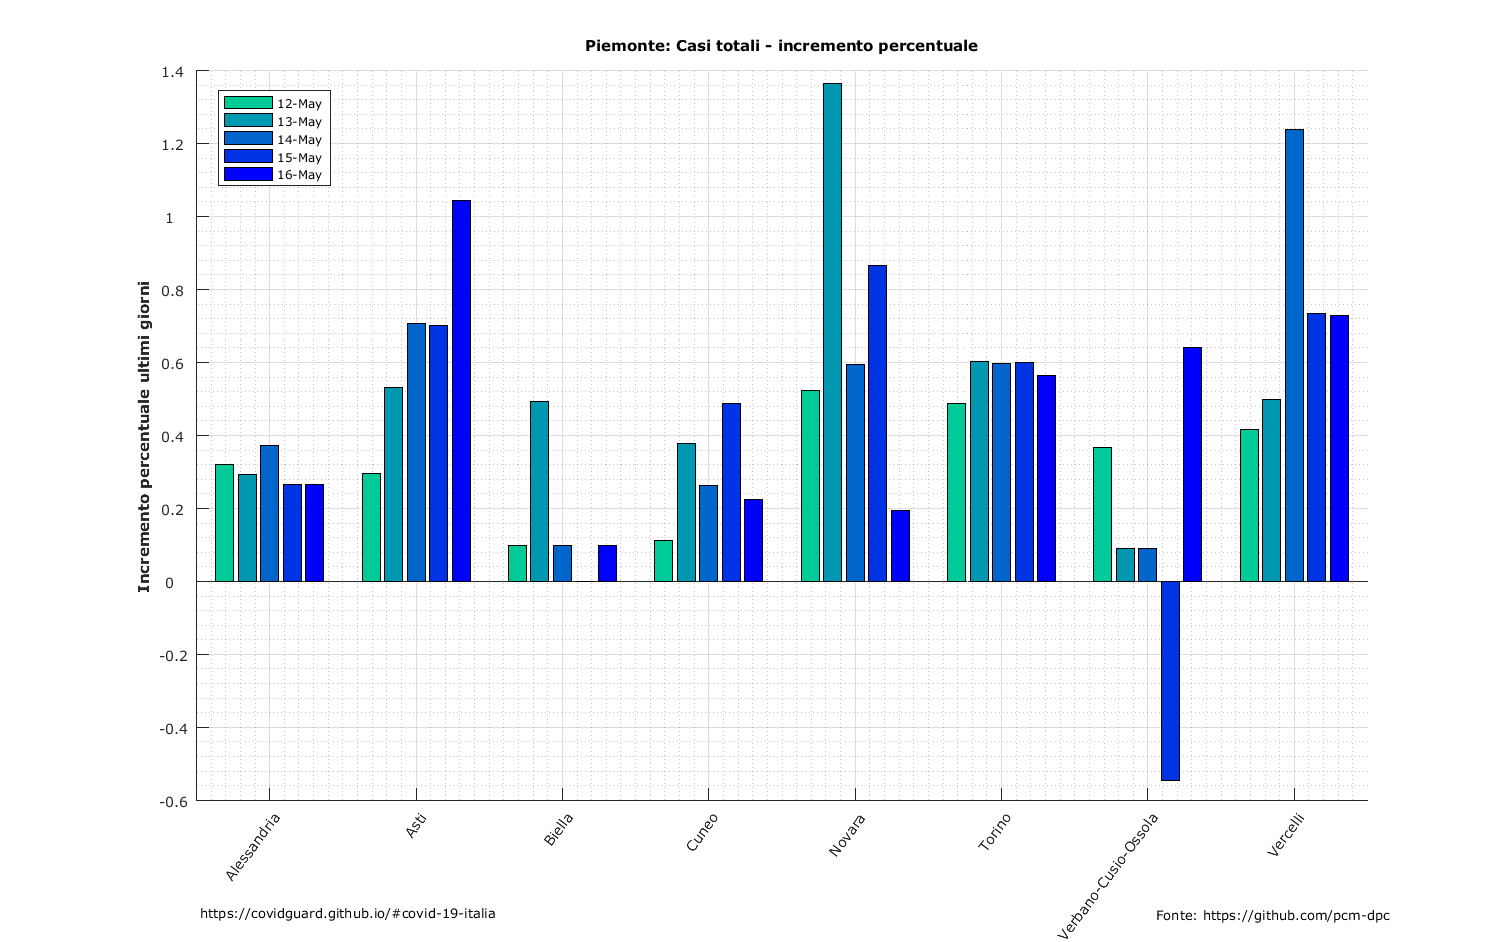 Piemonte: Casi totali - incremento percentuale
Incremento percentuale ultimi giorni
1.4
1.2
1
0.8
0.6
0.4
0.2
0
-0.2
-0.4
-0.6
12-May
13-May
14-May
15-May
16-May
Alessandria
Asti
Biella
Cuneo
Novara
Torino
Verbano-Cusio-Ossola
Vercelli
https://covidguard.github.io/#covid-19-italia
Fonte: https://github.com/pcm-dpc